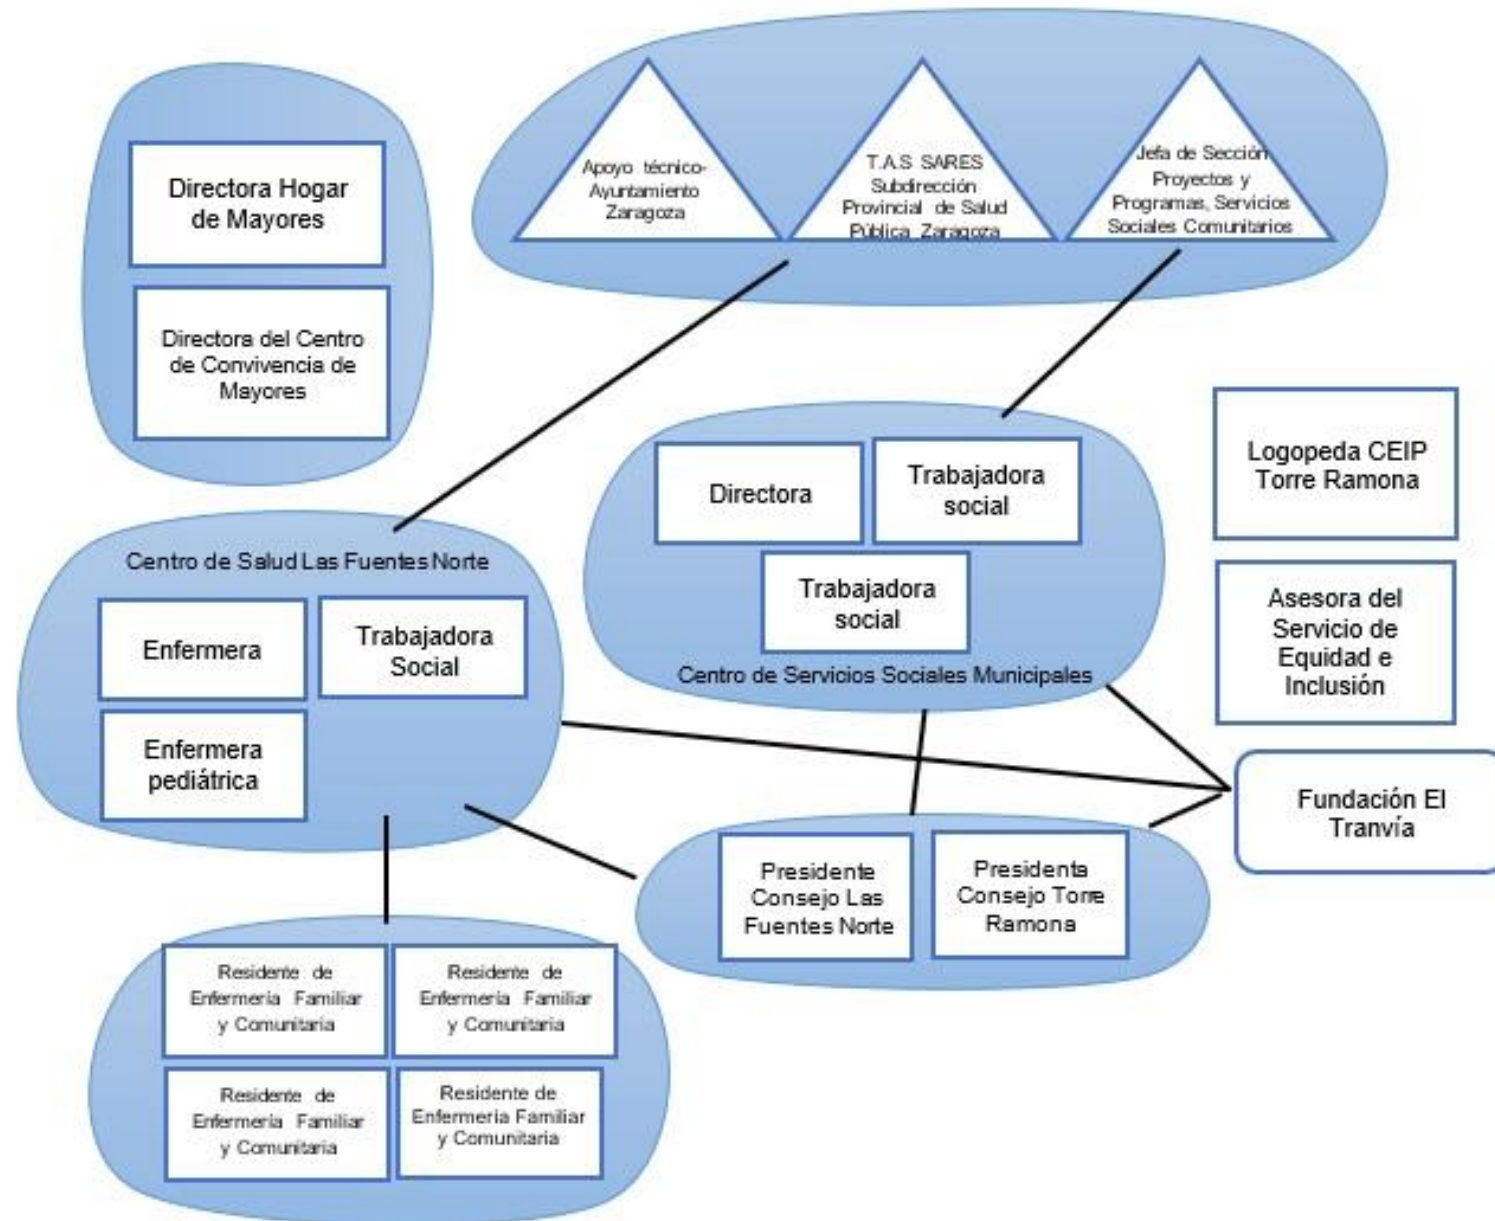 Directora Hogar
de Mayores
Directora del Centro
de Convivencia de
Mayores
Apoyo técnico-
Ayuntamiento
Zaragoza
T.A.S SARES
Subdirección
Provincial de Salud
Pública Zaragoza
Jefa de Sección
Proyectos y
Programas, Servicios
Sociales Comunitarios
Directora
Trabajadora
social
Trabajadora
social
Centro de Servicios Sociales Municipales
Logopeda CEIP
Torre Ramona
Asesora del
Servicio de
Equidad e
Inclusión
Fundación El
Tranvía
Centro de Salud Las Fuentes Norte
Enfermera
Trabajadora
Social
Enfermera
pediátrica
Presidente
Consejo Las
Fuentes Norte
Presidenta
Consejo Torre
Ramona
Residente de
Enfermería Familiar
y Comunitaria
Residente de
Enfermería Familiar
y Comunitaria
Residente de
Enfermería Familiar
y Comunitaria
Residente de
Enfermería Familiar
y Comunitaria